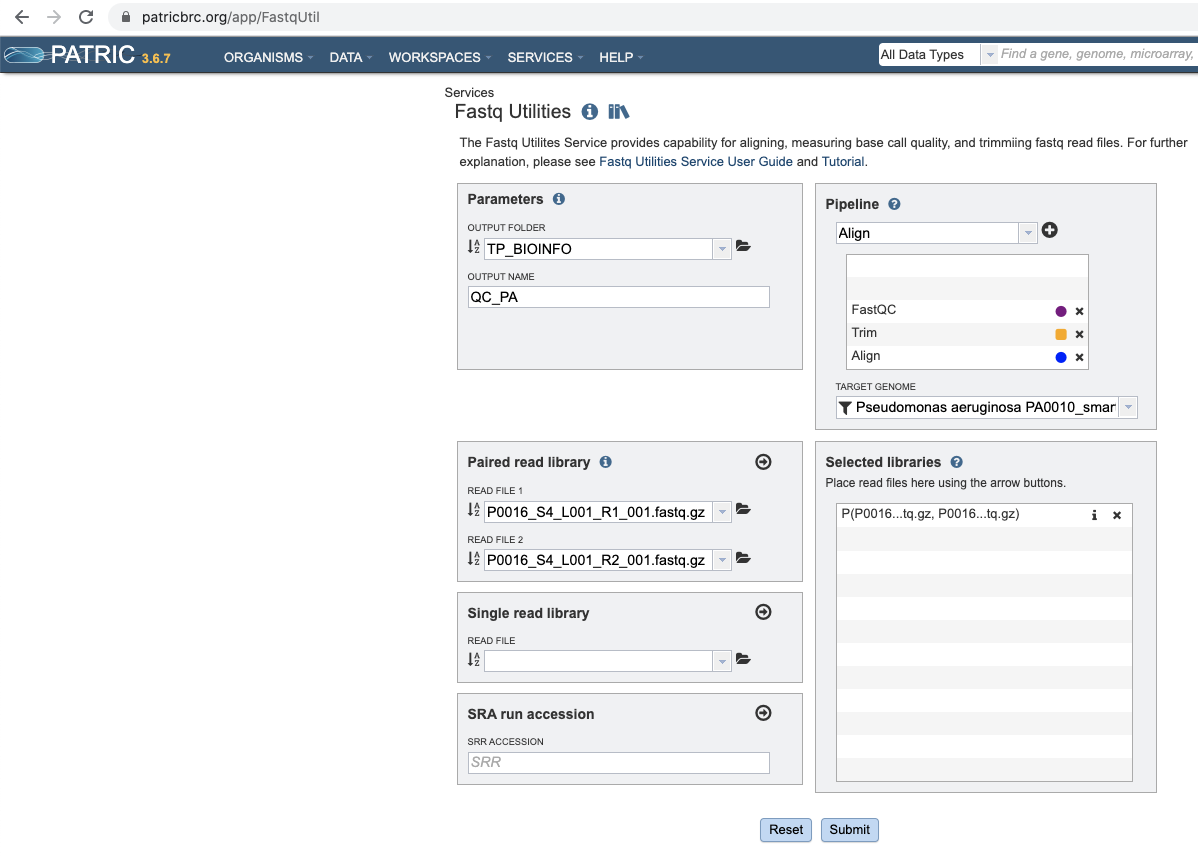 patricbrc.org/app/FastqUtil
PATRIC 3.6.7 ORGANISMS DATA WORKSPACES SERVICES HELP All Data Types Find a gene, genome, microarray,
Services
Fastq Utilities
The Fastq Utilites Service provides capability for aligning, measuring base call quality, and trimmiing fastq read files. For further
explanation, please see Fastq Utilities Service User Guide and Tutorial.
Parameters
OUTPUT FOLDER
TP_BIOINFO
OUTPUT NAME
QC_PA
Pipeline
Align
FastQC
Trim
Align
TARGET GENOME
Pseudomonas aeruginosa PA0010_smar
Paired read library
READ FILE 1
P0016_S4_L001_R1_001.fastq.gz
READ FILE 2
P0016_S4_L001_R2_001.fastq.gz
Single read library
READ FILE
SRA run accession
SRR ACCESSION
SRR
Selected libraries
Place read files here using the arrow buttons.
P(P0016...tq.gz, P0016...tq.gz)
Reset Submit